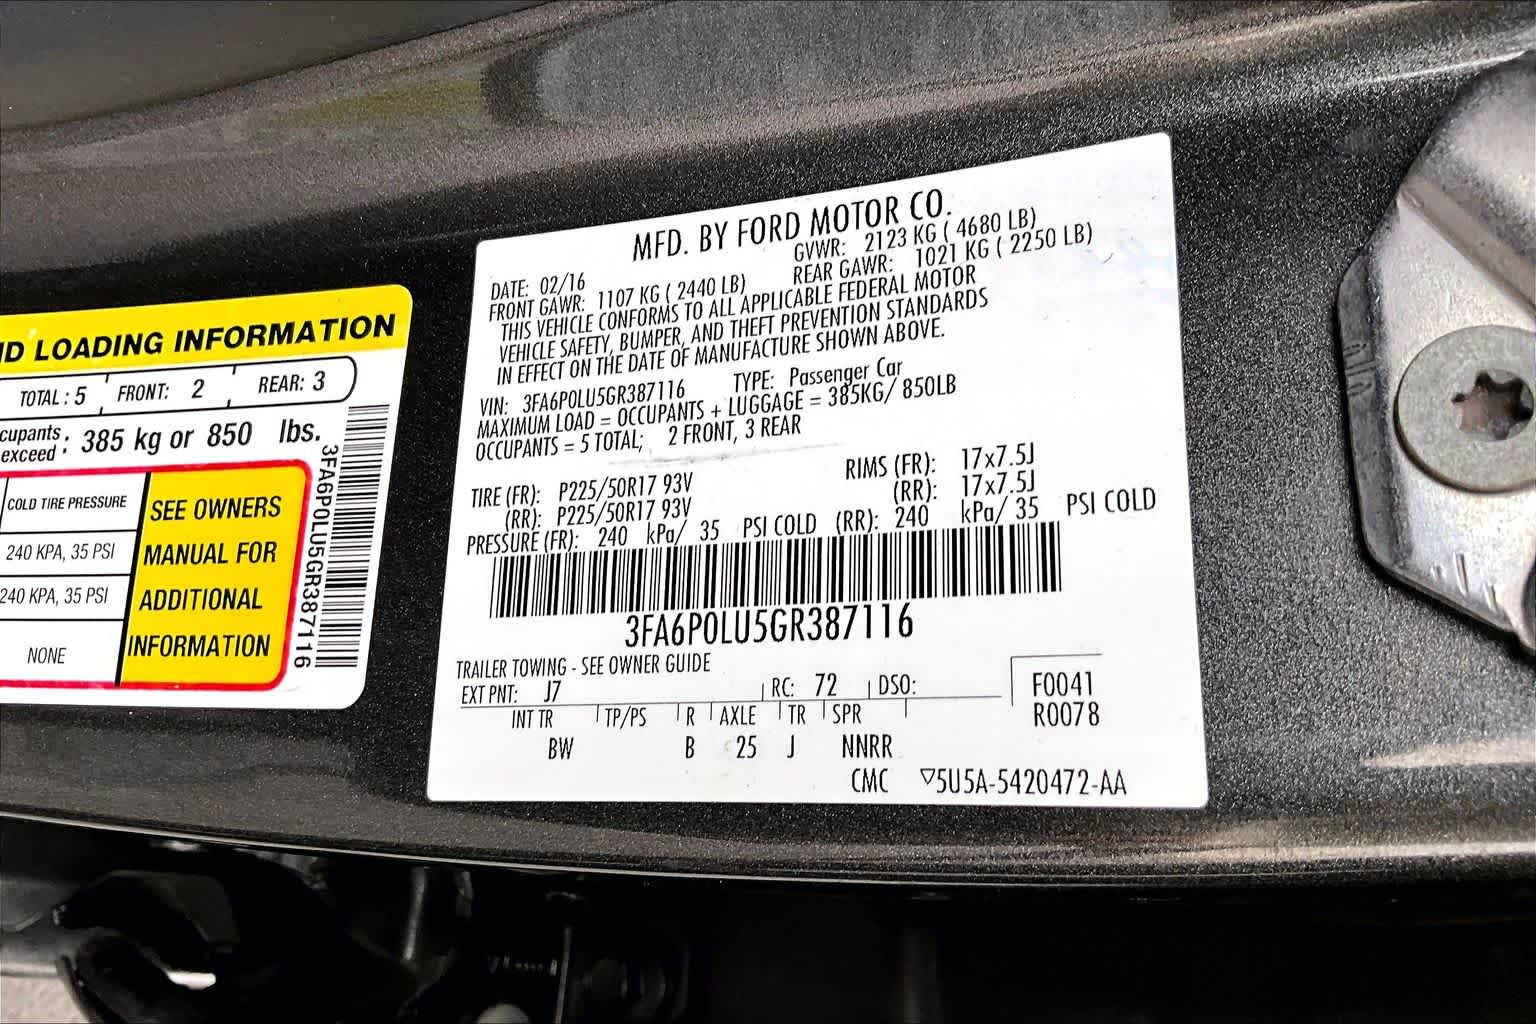 ND LOADING INFORMATION
TOTAL : 5 FRONT: 2 REAR: 3
cupants
exceed : 385 kg or 850 lbs.
COLD TIRE PRESSURE
240 KPA, 35 PSI
240 KPA, 35 PSI
NONE
SEE OWNERS
MANUAL FOR
ADDITIONAL
INFORMATION
3FA6P0LU5GR387116
MFD. BY FORD MOTOR CO.
DATE: 02/16 GVWR: 2123 KG ( 4680 LB)
FRONT GAWR: 1107 KG ( 2440 LB) REAR GAWR: 1021 KG ( 2250 LB)
THIS VEHICLE CONFORMS TO ALL APPLICABLE FEDERAL MOTOR
VEHICLE SAFETY, BUMPER, AND THEFT PREVENTION STANDARDS
IN EFFECT ON THE DATE OF MANUFACTURE SHOWN ABOVE.
VIN: 3FA6P0LU5GR387116 TYPE: Passenger Car
MAXIMUM LOAD = OCCUPANTS + LUGGAGE = 385KG/ 850LB
OCCUPANTS = 5 TOTAL; 2 FRONT, 3 REAR
TIRE (FR): P225/50R17 93V RIMS (FR): 17x7.5J
(RR): P225/50R17 93V (RR): 17x7.5J
PRESSURE (FR): 240 kPa/ 35 PSI COLD (RR): 240 kPa/ 35 PSI COLD
3FA6P0LU5GR387116
TRAILER TOWING - SEE OWNER GUIDE
EXT PNT: J7 RC: 72 DSO: F0041
R0078
INT TR TP/PS R AXLE TR SPR
BW B 25 J NNRR
CMC ▽5U5A-5420472-AA